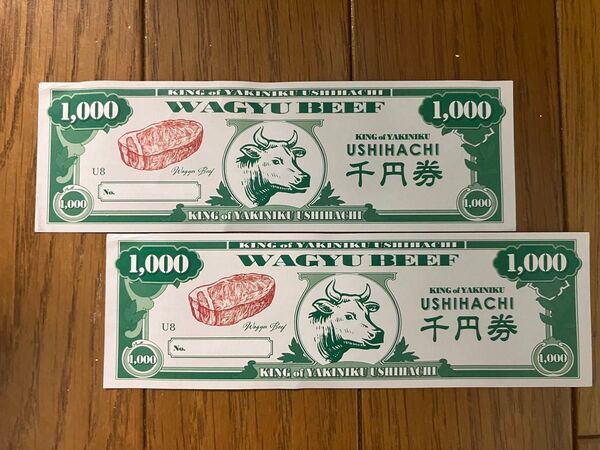 KING of YAKINIKU USHIHACHI
WAGYU BEEF
1,000
1,000
KING of YAKINIKU
USHIHACHI
千円券
U8
Wagyu Beef
No.
1,000
1,000
KING of YAKINIKU USHIHACHI
KING of YAKINIKU USHIHACHI
WAGYU BEEF
1,000
1,000
KING of YAKINIKU
USHIHACHI
千円券
U8
Wagyu Beef
No.
1,000
1,000
KING of YAKINIKU USHIHACHI